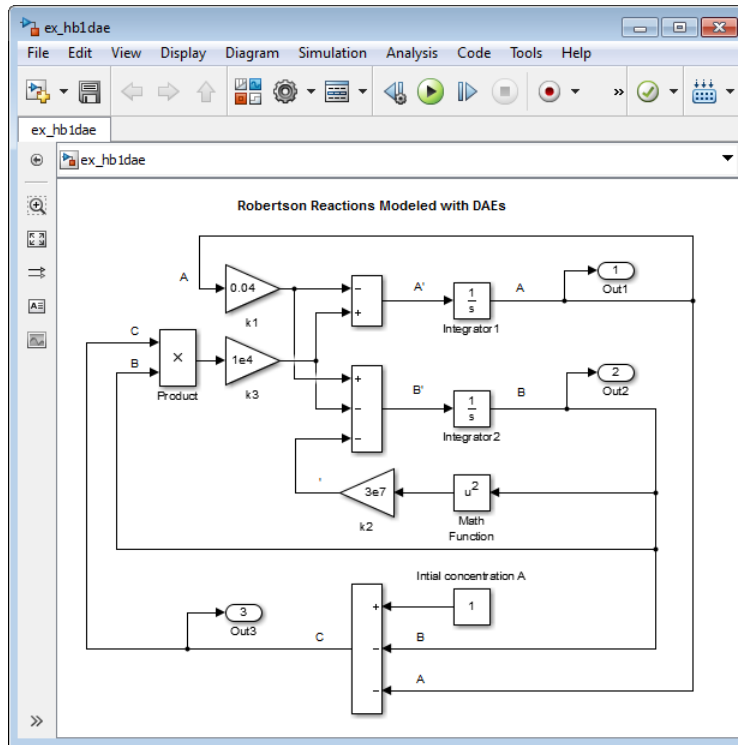 ex_hb1dae
File Edit View Display Diagram Simulation Analysis Code Tools Help
»
ex_hb1dae
ex_hb1dae
Robertson Reactions Modeled with DAEs
A
0.04
k1
−
+
A'
1
s
Integrator1
A
1
Out1
C
B
×
Product
1e4
k3
+
−
−
B'
1
s
Integrator2
B
2
Out2
'
3e7
k2
u²
Math
Function
Intial concentration A
1
3
Out3
C
+
−
−
B
A
»